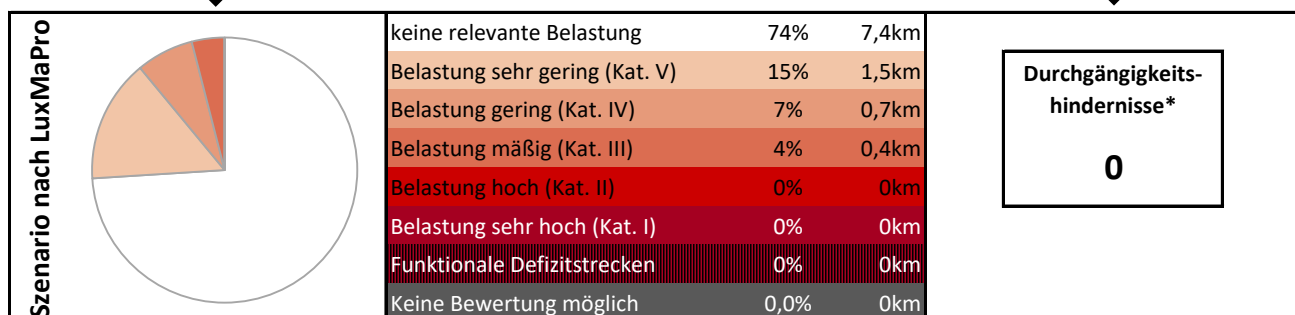 Szenario nach LuxMaPro
keine relevante Belastung 74% 7,4km
Belastung sehr gering (Kat. V) 15% 1,5km
Belastung gering (Kat. IV) 7% 0,7km
Belastung mäßig (Kat. III) 4% 0,4km
Belastung hoch (Kat. II) 0% 0km
Belastung sehr hoch (Kat. I) 0% 0km
Funktionale Defizitstrecken 0% 0km
Keine Bewertung möglich 0,0% 0km
Durchgängigkeits-
hindernisse*
0